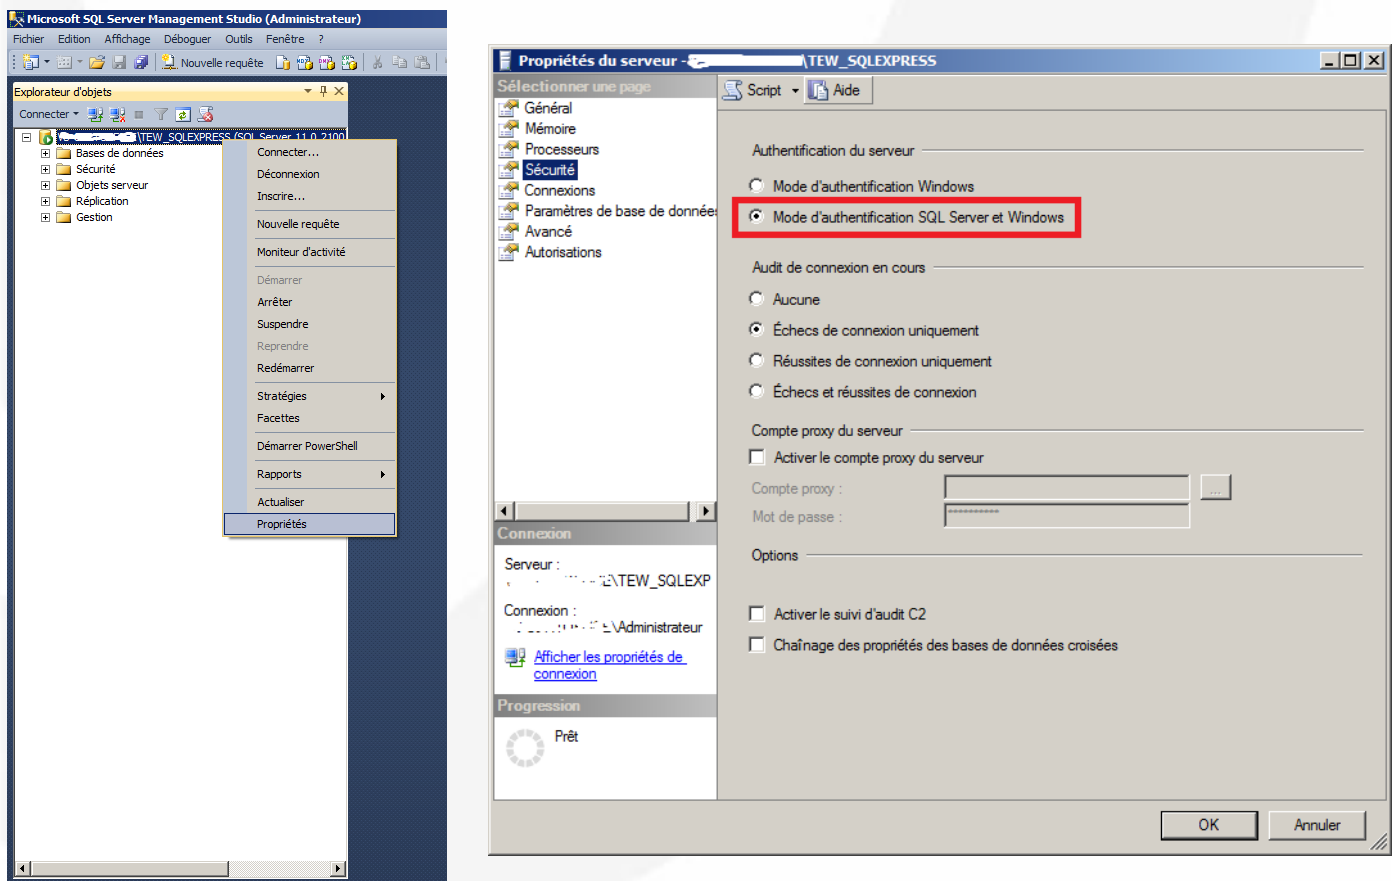 Microsoft SQL Server Management Studio (Administrateur)
Fichier Edition Affichage Déboguer Outils Fenêtre ?
Nouvelle requête
Explorateur d'objets
Connecter
\TEW_SQLEXPRESS (SQL Server 11.0.2100
Bases de données
Sécurité
Objets serveur
Réplication
Gestion
Connecter...
Déconnexion
Inscrire...
Nouvelle requête
Moniteur d'activité
Démarrer
Arrêter
Suspendre
Reprendre
Redémarrer
Stratégies
Facettes
Démarrer PowerShell
Rapports
Actualiser
Propriétés
Propriétés du serveur - \TEW_SQLEXPRESS
Sélectionner une page
Général
Mémoire
Processeurs
Sécurité
Connexions
Paramètres de base de données
Avancé
Autorisations
Connexion
Serveur :
\TEW_SQLEXP
Connexion :
\Administrateur
Afficher les propriétés de
connexion
Progression
Prêt
Script Aide
Authentification du serveur
Mode d'authentification Windows
Mode d'authentification SQL Server et Windows
Audit de connexion en cours
Aucune
Échecs de connexion uniquement
Réussites de connexion uniquement
Échecs et réussites de connexion
Compte proxy du serveur
Activer le compte proxy du serveur
Compte proxy :
...
Mot de passe :
**********
Options
Activer le suivi d'audit C2
Chaînage des propriétés des bases de données croisées
OK Annuler